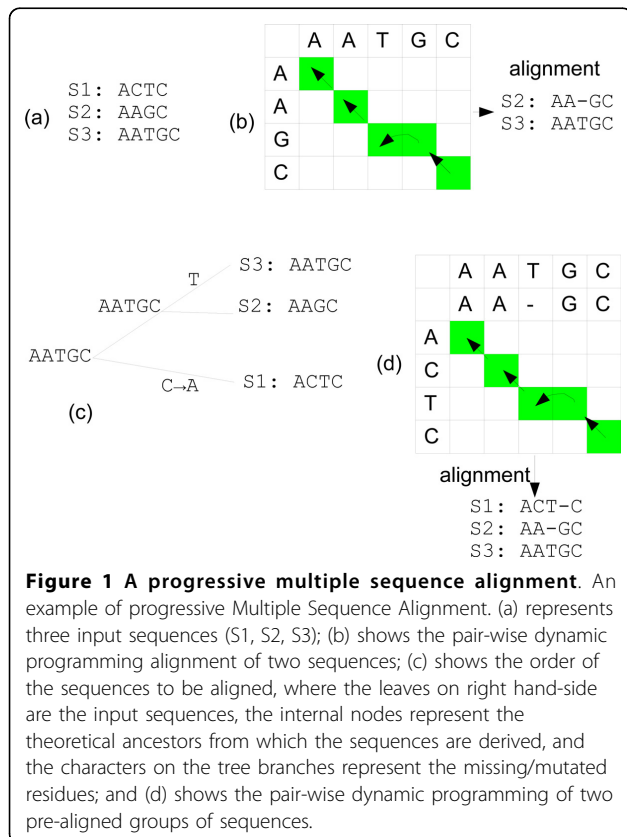 (a)
S1: ACTC
S2: AAGC
S3: AATGC
(b)
A A T G C
A
A
G
C
alignment
S2: AA-GC
S3: AATGC
(c)
AATGC
AATGC
T
C→A
S3: AATGC
S2: AAGC
S1: ACTC
(d)
A A T G C
A A - G C
A
C
T
C
alignment
S1: ACT-C
S2: AA-GC
S3: AATGC
Figure 1 A progressive multiple sequence alignment. An
example of progressive Multiple Sequence Alignment. (a) represents
three input sequences (S1, S2, S3); (b) shows the pair-wise dynamic
programming alignment of two sequences; (c) shows the order of
the sequences to be aligned, where the leaves on right hand-side
are the input sequences, the internal nodes represent the
theoretical ancestors from which the sequences are derived, and
the characters on the tree branches represent the missing/mutated
residues; and (d) shows the pair-wise dynamic programming of two
pre-aligned groups of sequences.